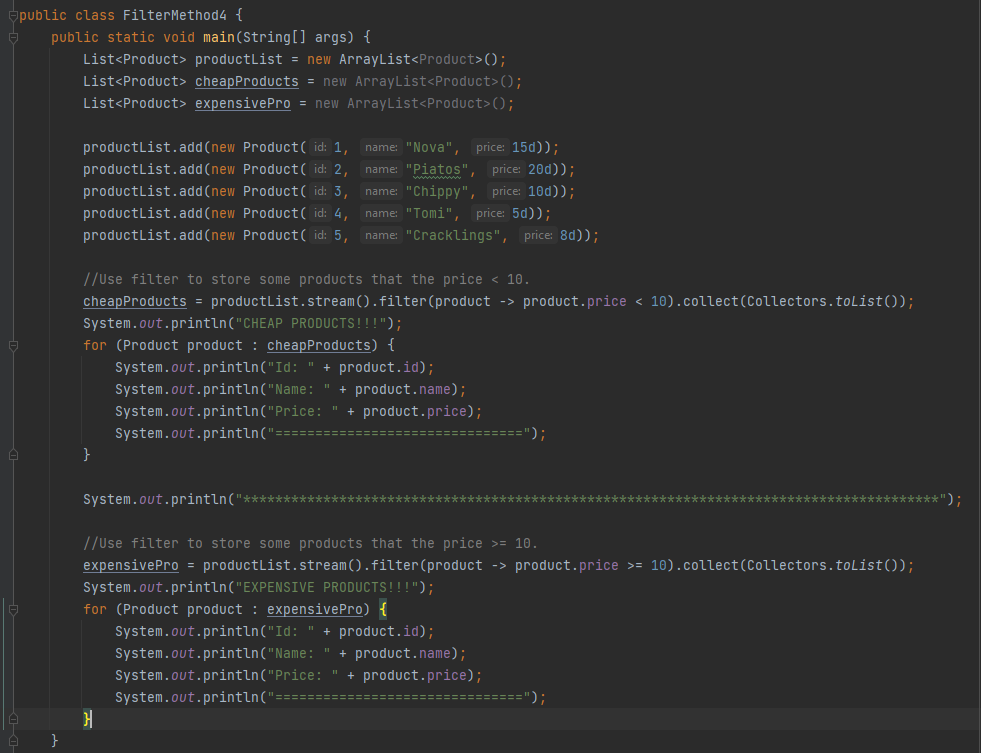 public class FilterMethod4 {
    public static void main(String[] args) {
        List<Product> productList = new ArrayList<Product>();
        List<Product> cheapProducts = new ArrayList<Product>();
        List<Product> expensivePro = new ArrayList<Product>();

        productList.add(new Product( id: 1, name: "Nova", price: 15d));
        productList.add(new Product( id: 2, name: "Piatos", price: 20d));
        productList.add(new Product( id: 3, name: "Chippy", price: 10d));
        productList.add(new Product( id: 4, name: "Tomi", price: 5d));
        productList.add(new Product( id: 5, name: "Cracklings", price: 8d));

        //Use filter to store some products that the price < 10.
        cheapProducts = productList.stream().filter(product -> product.price < 10).collect(Collectors.toList());
        System.out.println("CHEAP PRODUCTS!!!");
        for (Product product : cheapProducts) {
            System.out.println("Id: " + product.id);
            System.out.println("Name: " + product.name);
            System.out.println("Price: " + product.price);
            System.out.println("===============================");
        }

        System.out.println("***************************************************************************************");

        //Use filter to store some products that the price >= 10.
        expensivePro = productList.stream().filter(product -> product.price >= 10).collect(Collectors.toList());
        System.out.println("EXPENSIVE PRODUCTS!!!");
        for (Product product : expensivePro) {
            System.out.println("Id: " + product.id);
            System.out.println("Name: " + product.name);
            System.out.println("Price: " + product.price);
            System.out.println("===============================");
        }
    }